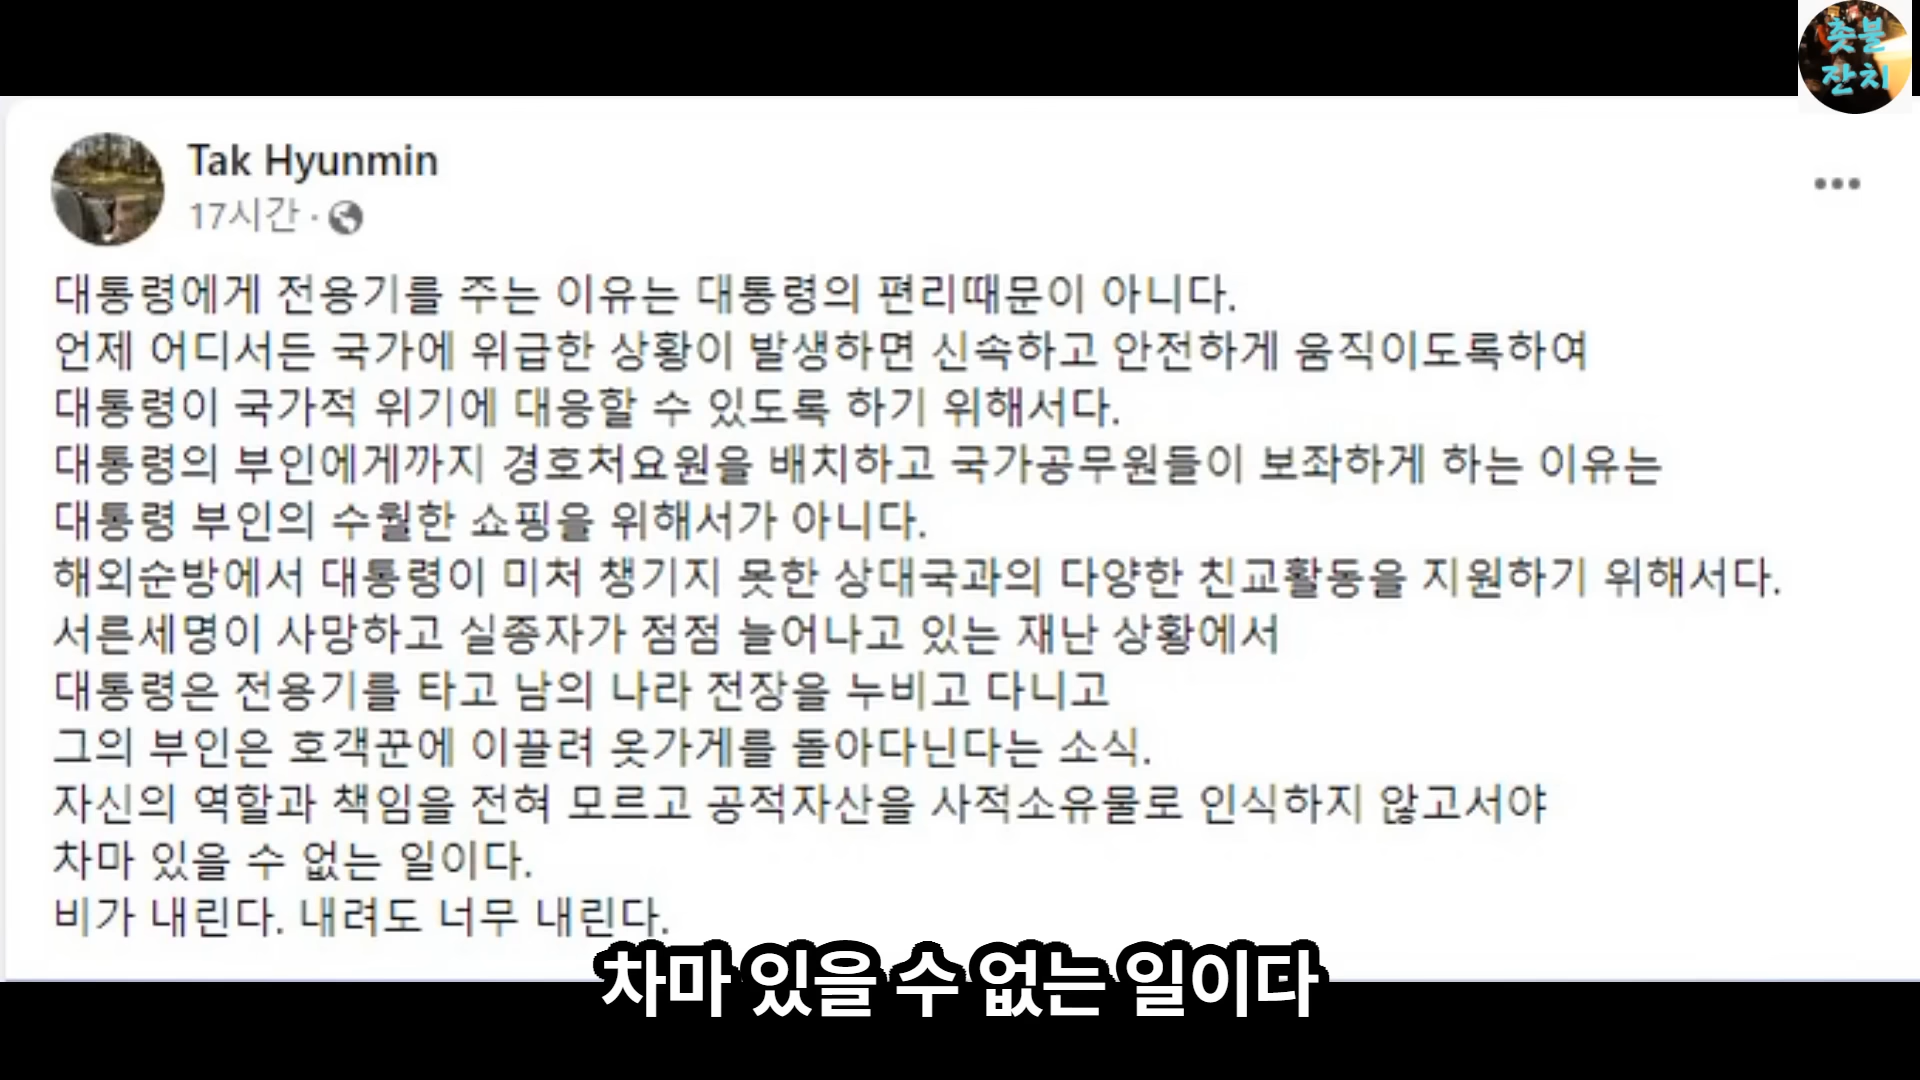 촛불
잔치
Tak Hyunmin
17시간 ·
대통령에게 전용기를 주는 이유는 대통령의 편리때문이 아니다.
언제 어디서든 국가에 위급한 상황이 발생하면 신속하고 안전하게 움직이도록하여
대통령이 국가적 위기에 대응할 수 있도록 하기 위해서다.
대통령의 부인에게까지 경호처요원을 배치하고 국가공무원들이 보좌하게 하는 이유는
대통령 부인의 수월한 쇼핑을 위해서가 아니다.
해외순방에서 대통령이 미처 챙기지 못한 상대국과의 다양한 친교활동을 지원하기 위해서다.
서른세명이 사망하고 실종자가 점점 늘어나고 있는 재난 상황에서
대통령은 전용기를 타고 남의 나라 전장을 누비고 다니고
그의 부인은 호객꾼에 이끌려 옷가게를 돌아다닌다는 소식.
자신의 역할과 책임을 전혀 모르고 공적자산을 사적소유물로 인식하지 않고서야
차마 있을 수 없는 일이다.
비가 내린다. 내려도 너무 내린다.
차마 있을 수 없는 일이다